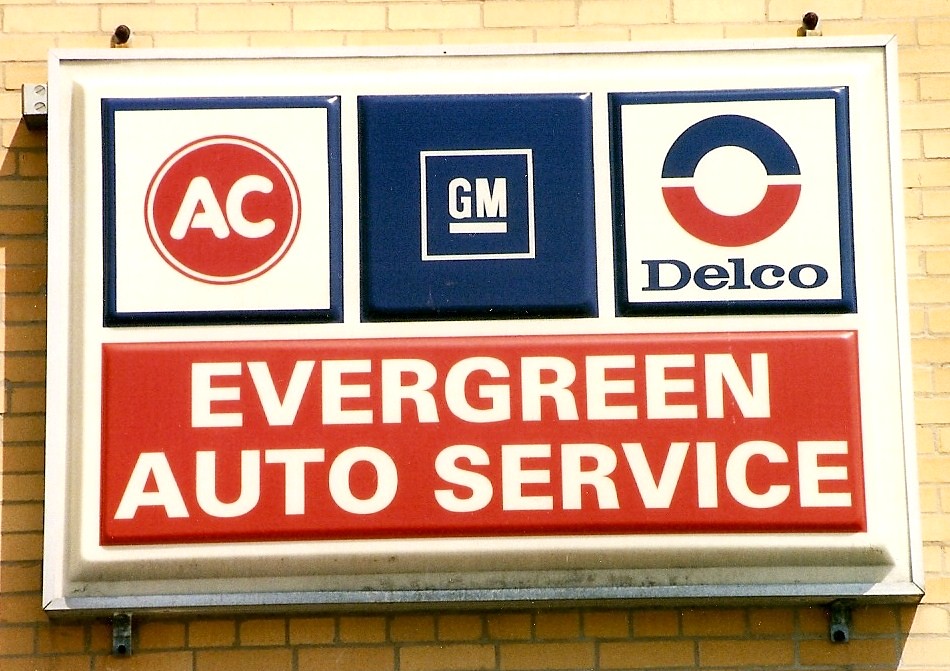 AC GM Delco
EVERGREEN
AUTO SERVICE